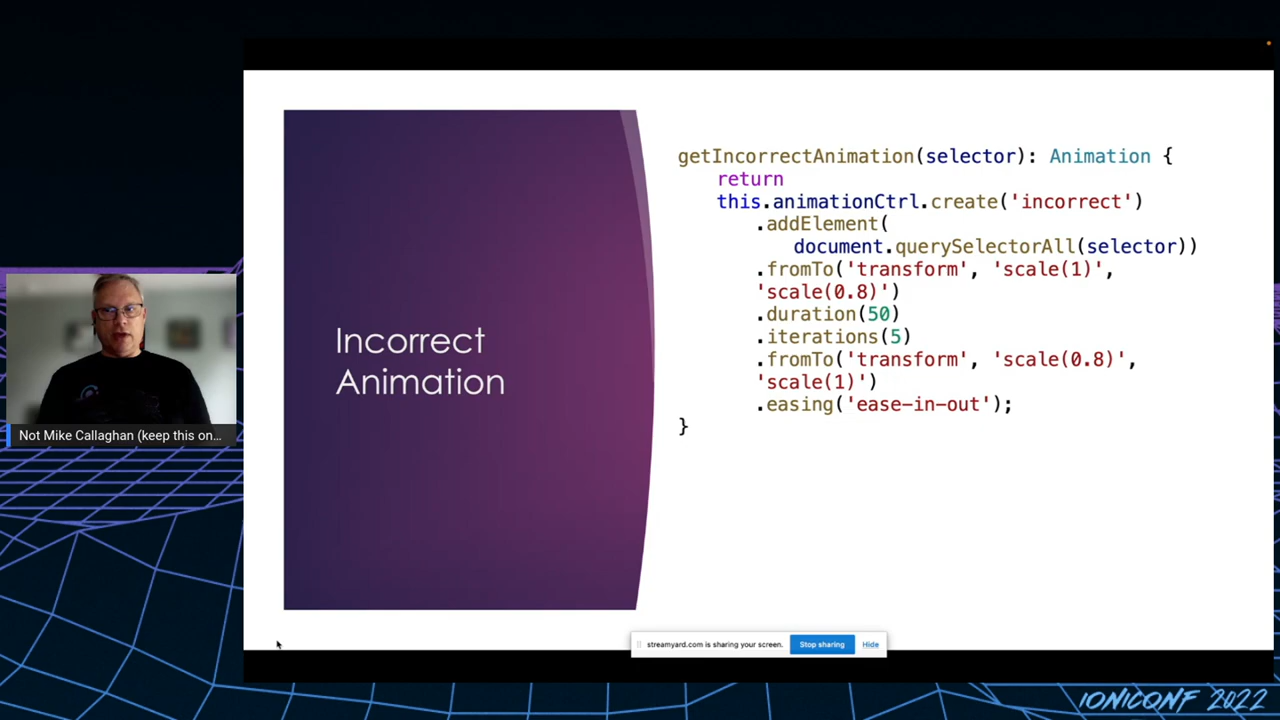 Incorrect
Animation
getIncorrectAnimation(selector): Animation {
return
this.animationCtrl.create('incorrect')
.addElement(
document.querySelectorAll(selector))
.fromTo('transform', 'scale(1)',
'scale(0.8)')
.duration(50)
.iterations(5)
.fromTo('transform', 'scale(0.8)',
'scale(1)')
.easing('ease-in-out');
}
Not Mike Callaghan (keep this on...
streamyard.com is sharing your screen.
Stop sharing
Hide
IONICONF 2022